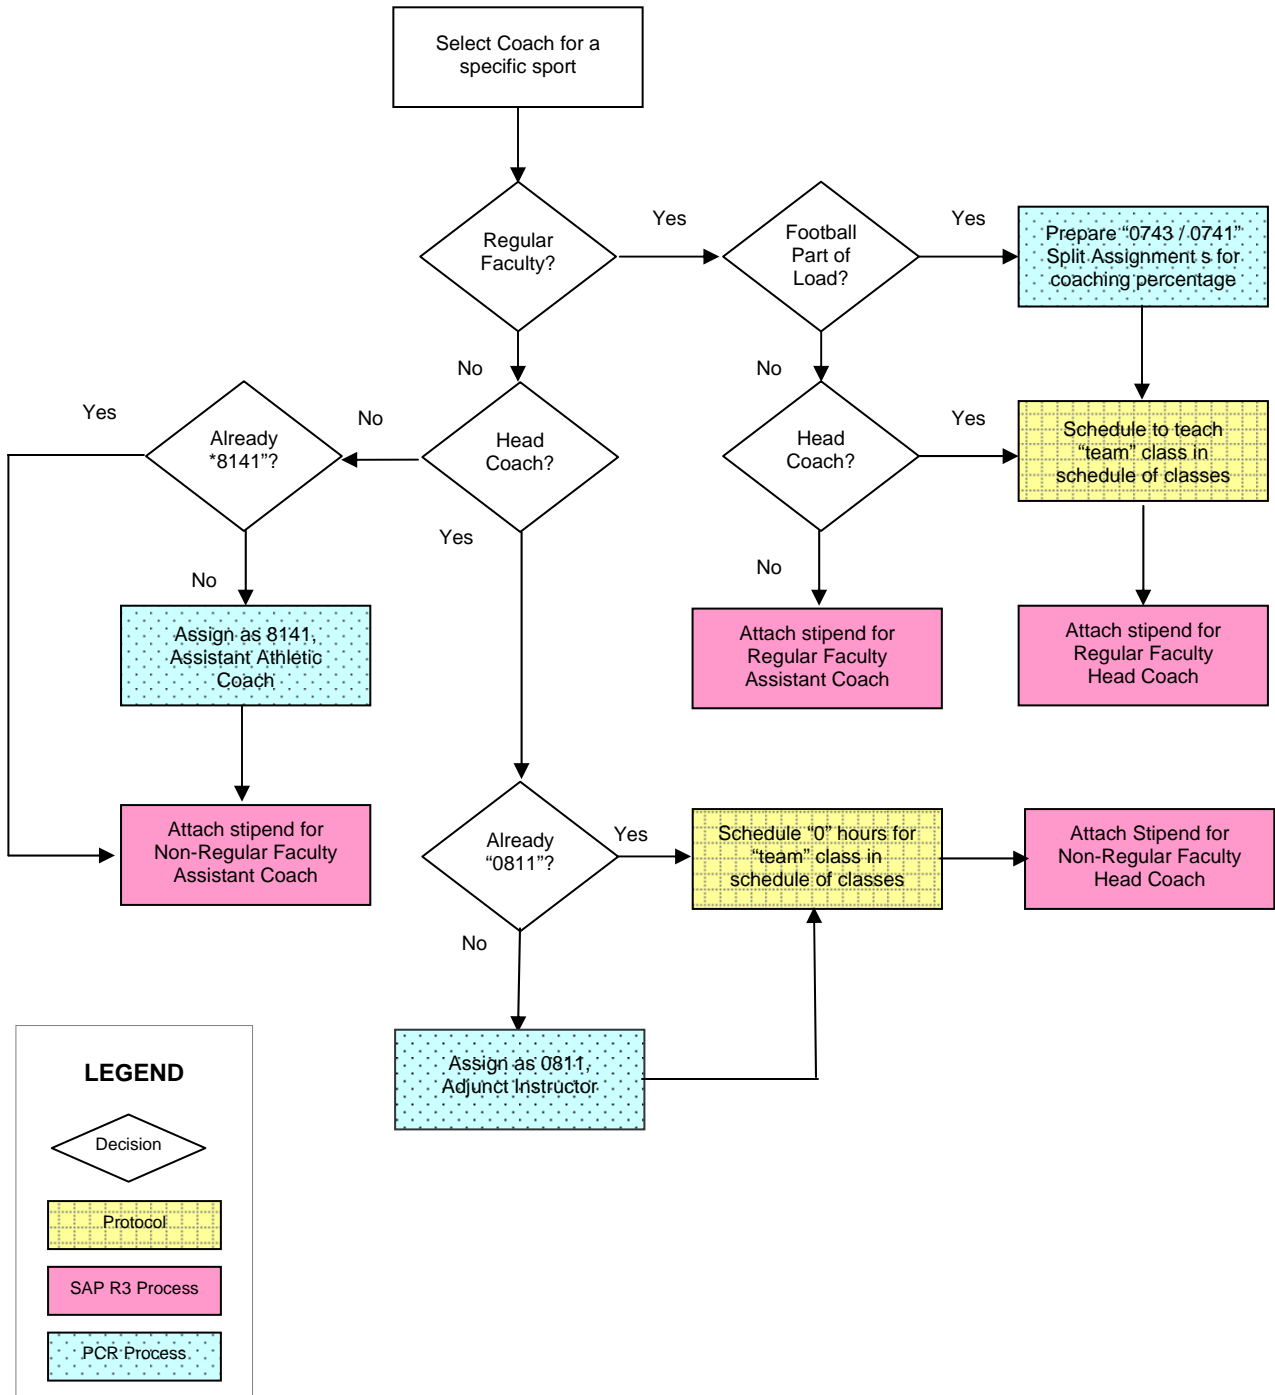 Select Coach for a
specific sport
Regular
Faculty?
Yes
Football
Part of
Load?
Yes
Prepare “0743 / 0741”
Split Assignment s for
coaching percentage
No
No
Yes
Already
*8141”?
No
Head
Coach?
Yes
Head
Coach?
Yes
Schedule to teach
“team” class in
schedule of classes
No
No
Assign as 8141,
Assistant Athletic
Coach
Attach stipend for
Regular Faculty
Assistant Coach
Attach stipend for
Regular Faculty
Head Coach
Attach stipend for
Non-Regular Faculty
Assistant Coach
Already
“0811”?
Yes
Schedule “0” hours for
“team” class in
schedule of classes
Attach Stipend for
Non-Regular Faculty
Head Coach
No
Assign as 0811,
Adjunct Instructor
LEGEND
Decision
Protocol
SAP R3 Process
PCR Process